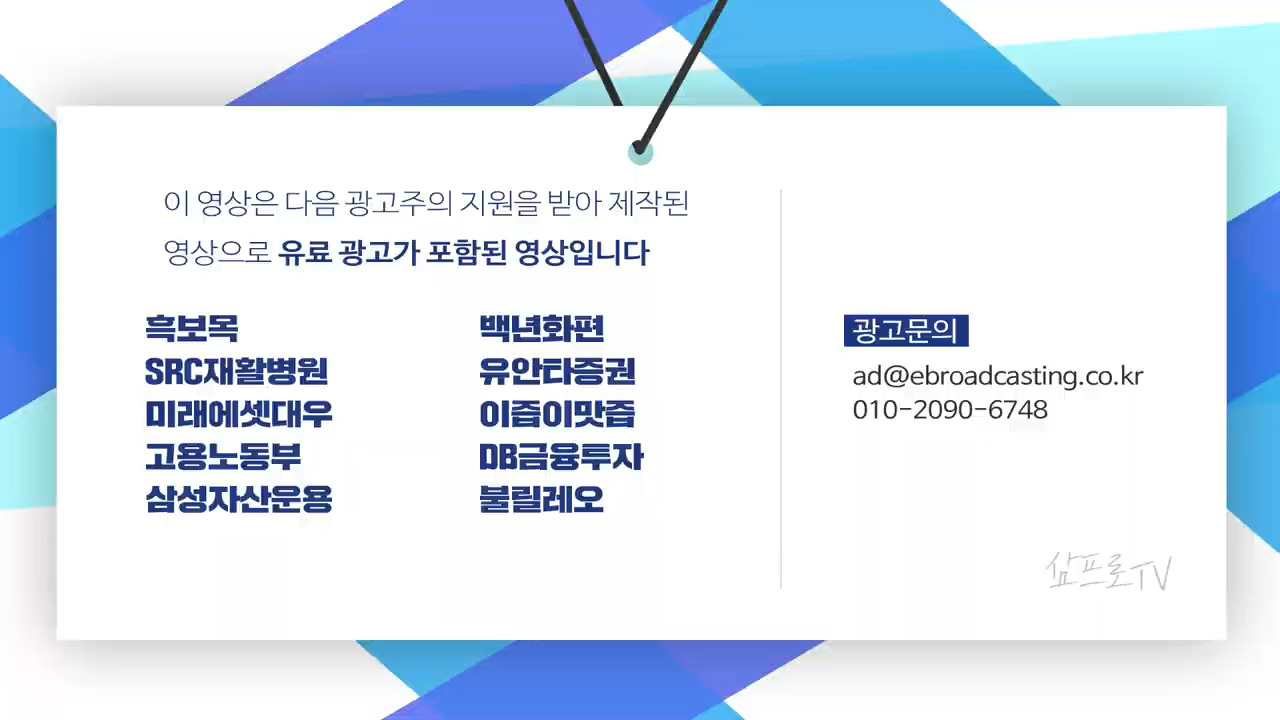 이 영상은 다음 광고주의 지원을 받아 제작된
영상으로 유료 광고가 포함된 영상입니다
흑보목
SRC재활병원
미래에셋대우
고용노동부
삼성자산운용
백년화편
유안타증권
이즙이맛즙
DB금융투자
불릴레오
광고문의
ad@ebroadcasting.co.kr
010-2090-6748
삼프로TV